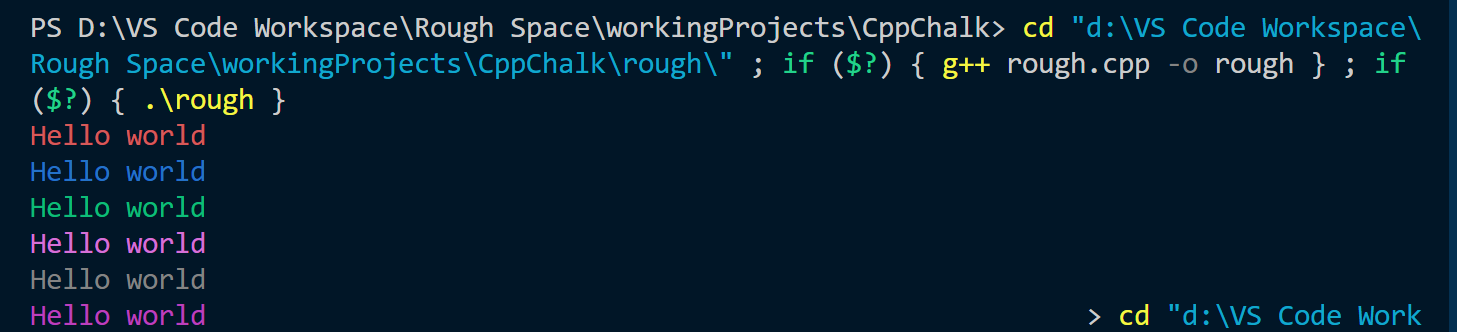 PS D:\VS Code Workspace\Rough Space\workingProjects\CppChalk> cd "d:\VS Code Workspace\
Rough Space\workingProjects\CppChalk\rough\" ; if ($?) { g++ rough.cpp -o rough } ; if
($?) { .\rough }
Hello world
Hello world
Hello world
Hello world
Hello world
Hello world > cd "d:\VS Code Work